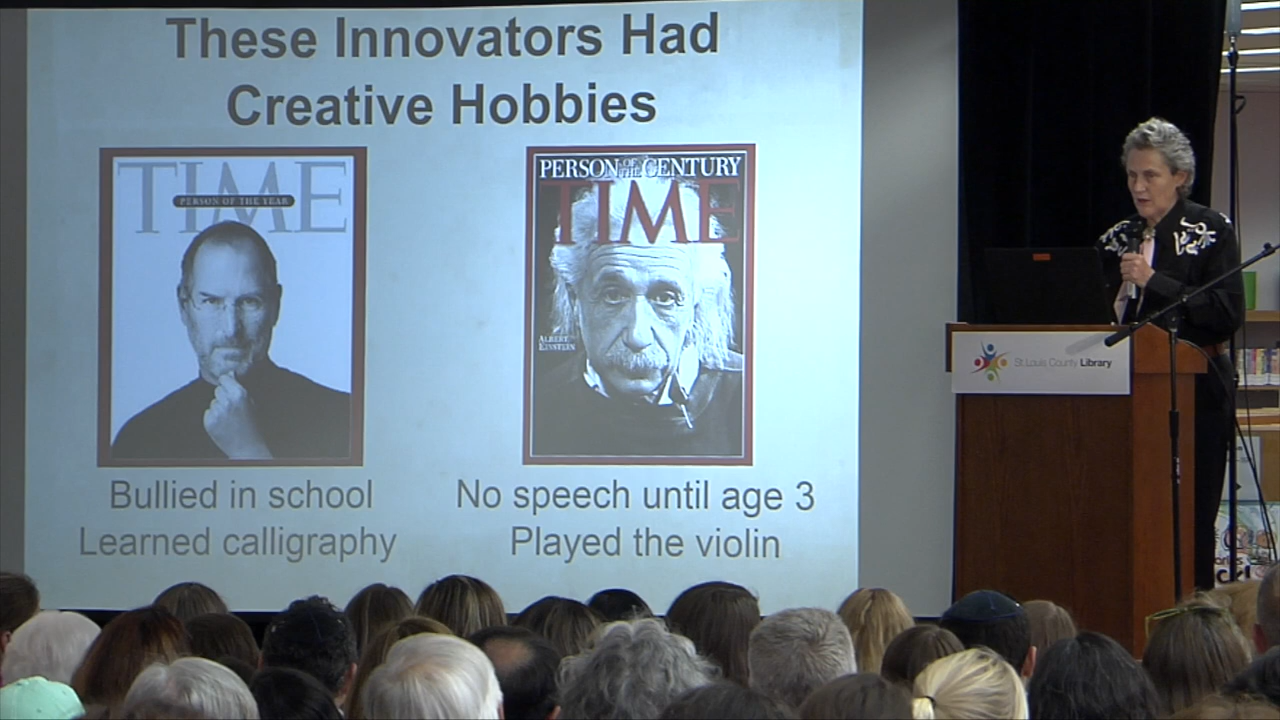 These Innovators Had
Creative Hobbies
TIME
PERSON OF THE YEAR
PERSON OF THE CENTURY
TIME
ALBERT
EINSTEIN
Bullied in school
Learned calligraphy
No speech until age 3
Played the violin
St. Louis County Library